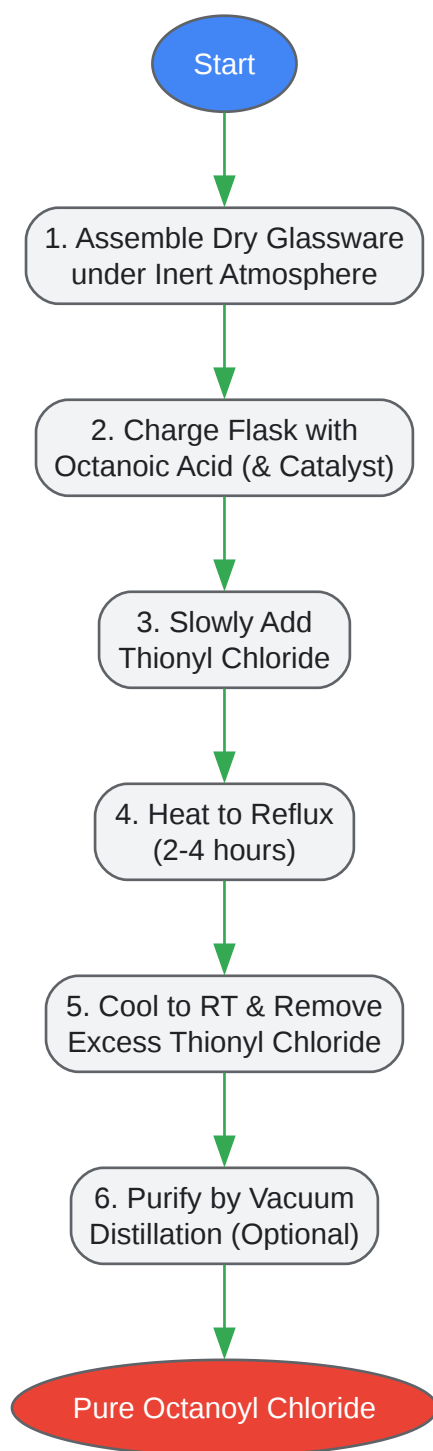 Start
1. Assemble Dry Glassware
under Inert Atmosphere
2. Charge Flask with
Octanoic Acid (& Catalyst)
3. Slowly Add
Thionyl Chloride
4. Heat to Reflux
(2-4 hours)
5. Cool to RT & Remove
Excess Thionyl Chloride
6. Purify by Vacuum
Distillation (Optional)
Pure Octanoyl Chloride